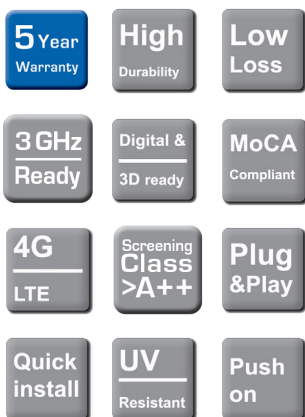 5 Year
Warranty
High
Durability
Low
Loss
3 GHz
Ready
Digital &
3D ready
MoCA
Compliant
4G
LTE
Screening
Class
>A++
Plug
&Play
Quick
install
UV
Resistant
Push
on